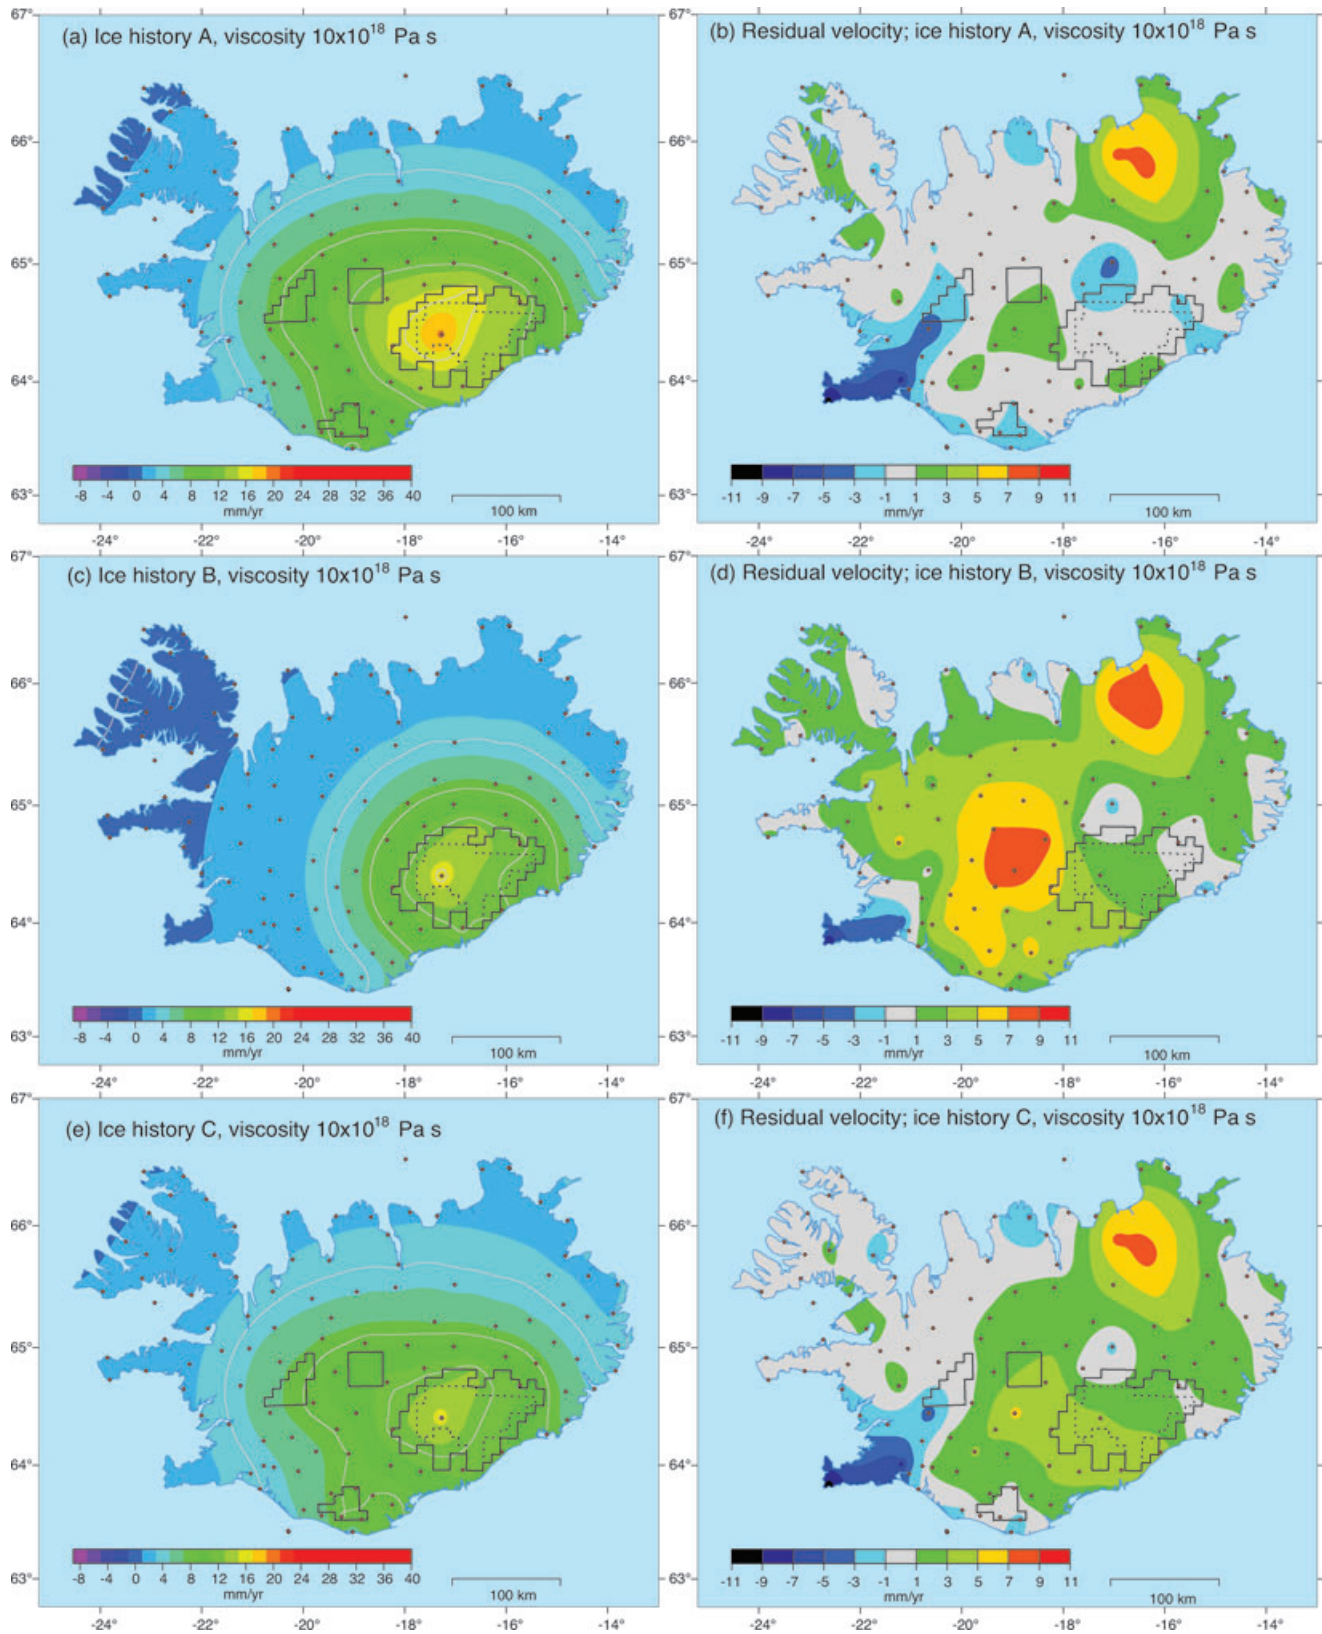 67°
(a) Ice history A, viscosity 10x10¹⁸ Pa s
(b) Residual velocity; ice history A, viscosity 10x10¹⁸ Pa s
66°
66°
65°
65°
64°
64°
-8 -4 0 4 8 12 16 20 24 28 32 36 40
mm/yr
100 km
-11 -9 -7 -5 -3 -1 1 3 5 7 9 11
mm/yr
100 km
63°
63°
-24° -22° -20° -18° -16° -14°
-24° -22° -20° -18° -16° -14°
67°
67°
(c) Ice history B, viscosity 10x10¹⁸ Pa s
(d) Residual velocity; ice history B, viscosity 10x10¹⁸ Pa s
66°
66°
65°
65°
64°
64°
-8 -4 0 4 8 12 16 20 24 28 32 36 40
mm/yr
100 km
-11 -9 -7 -5 -3 -1 1 3 5 7 9 11
mm/yr
100 km
63°
63°
-24° -22° -20° -18° -16° -14°
-24° -22° -20° -18° -16° -14°
67°
67°
(e) Ice history C, viscosity 10x10¹⁸ Pa s
(f) Residual velocity; ice history C, viscosity 10x10¹⁸ Pa s
66°
66°
65°
65°
64°
64°
-8 -4 0 4 8 12 16 20 24 28 32 36 40
mm/yr
100 km
-11 -9 -7 -5 -3 -1 1 3 5 7 9 11
mm/yr
100 km
63°
63°
-24° -22° -20° -18° -16° -14°
-24° -22° -20° -18° -16° -14°